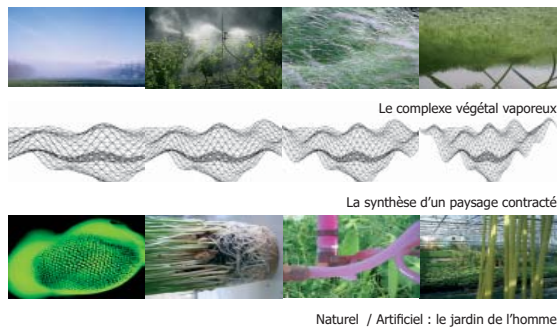 Le complexe végétal vaporeux
La synthèse d'un paysage contracté
Naturel / Artificiel : le jardin de l'homme